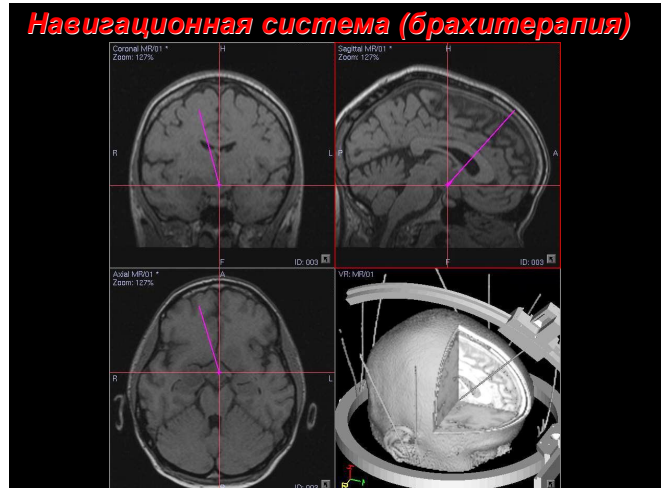 Навигационная система (брахитерапия)
Coronal MR/01 *
Zoom: 127%
H
R
L
F
ID: 003
Sagittal MR/01 *
Zoom: 127%
H
P
A
F
ID: 003
Axial MR/01 *
Zoom: 127%
A
R
L
ID: 003
VR: MR/01